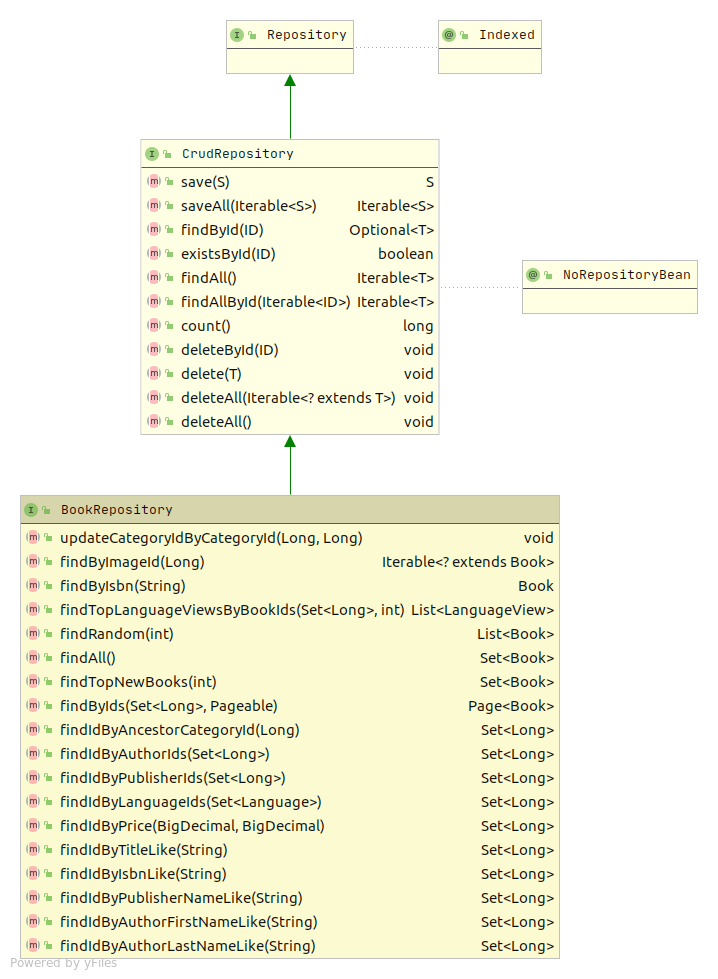 I Repository
@ Indexed
I CrudRepository
m save(S) S
m saveAll(Iterable<S>) Iterable<S>
m findById(ID) Optional<T>
m existsById(ID) boolean
m findAll() Iterable<T>
m findAllById(Iterable<ID>) Iterable<T>
m count() long
m deleteById(ID) void
m delete(T) void
m deleteAll(Iterable<? extends T>) void
m deleteAll() void
@ NoRepositoryBean
I BookRepository
m updateCategoryIdByCategoryId(Long, Long) void
m findByImageId(Long) Iterable<? extends Book>
m findByIsbn(String) Book
m findTopLanguageViewsByBookIds(Set<Long>, int) List<LanguageView>
m findRandom(int) List<Book>
m findAll() Set<Book>
m findTopNewBooks(int) Set<Book>
m findByIds(Set<Long>, Pageable) Page<Book>
m findIdByAncestorCategoryId(Long) Set<Long>
m findIdByAuthorIds(Set<Long>) Set<Long>
m findIdByPublisherIds(Set<Long>) Set<Long>
m findIdByLanguageIds(Set<Language>) Set<Long>
m findIdByPrice(BigDecimal, BigDecimal) Set<Long>
m findIdByTitleLike(String) Set<Long>
m findIdByIsbnLike(String) Set<Long>
m findIdByPublisherNameLike(String) Set<Long>
m findIdByAuthorFirstNameLike(String) Set<Long>
m findIdByAuthorLastNameLike(String) Set<Long>
Powered by yFiles